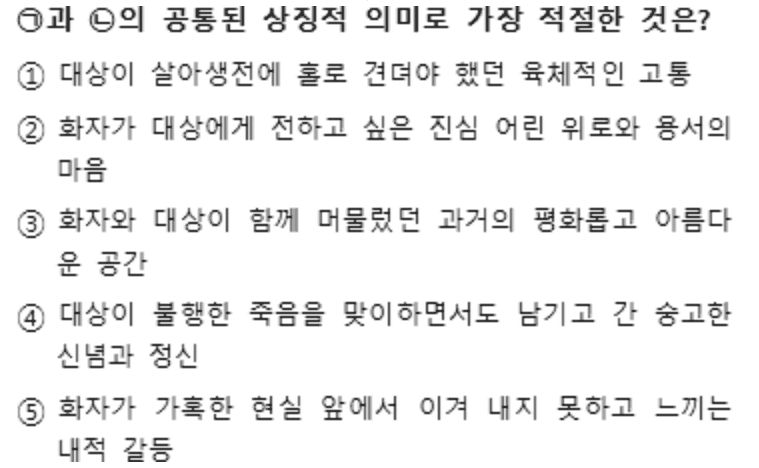 ㉠과 ㉡의 공통된 상징적 의미로 가장 적절한 것은?
① 대상이 살아생전에 홀로 견뎌야 했던 육체적인 고통
② 화자가 대상에게 전하고 싶은 진심 어린 위로와 용서의
마음
③ 화자와 대상이 함께 머물렀던 과거의 평화롭고 아름다
운 공간
④ 대상이 불행한 죽음을 맞이하면서도 남기고 간 숭고한
신념과 정신
⑤ 화자가 가혹한 현실 앞에서 이겨 내지 못하고 느끼는
내적 갈등